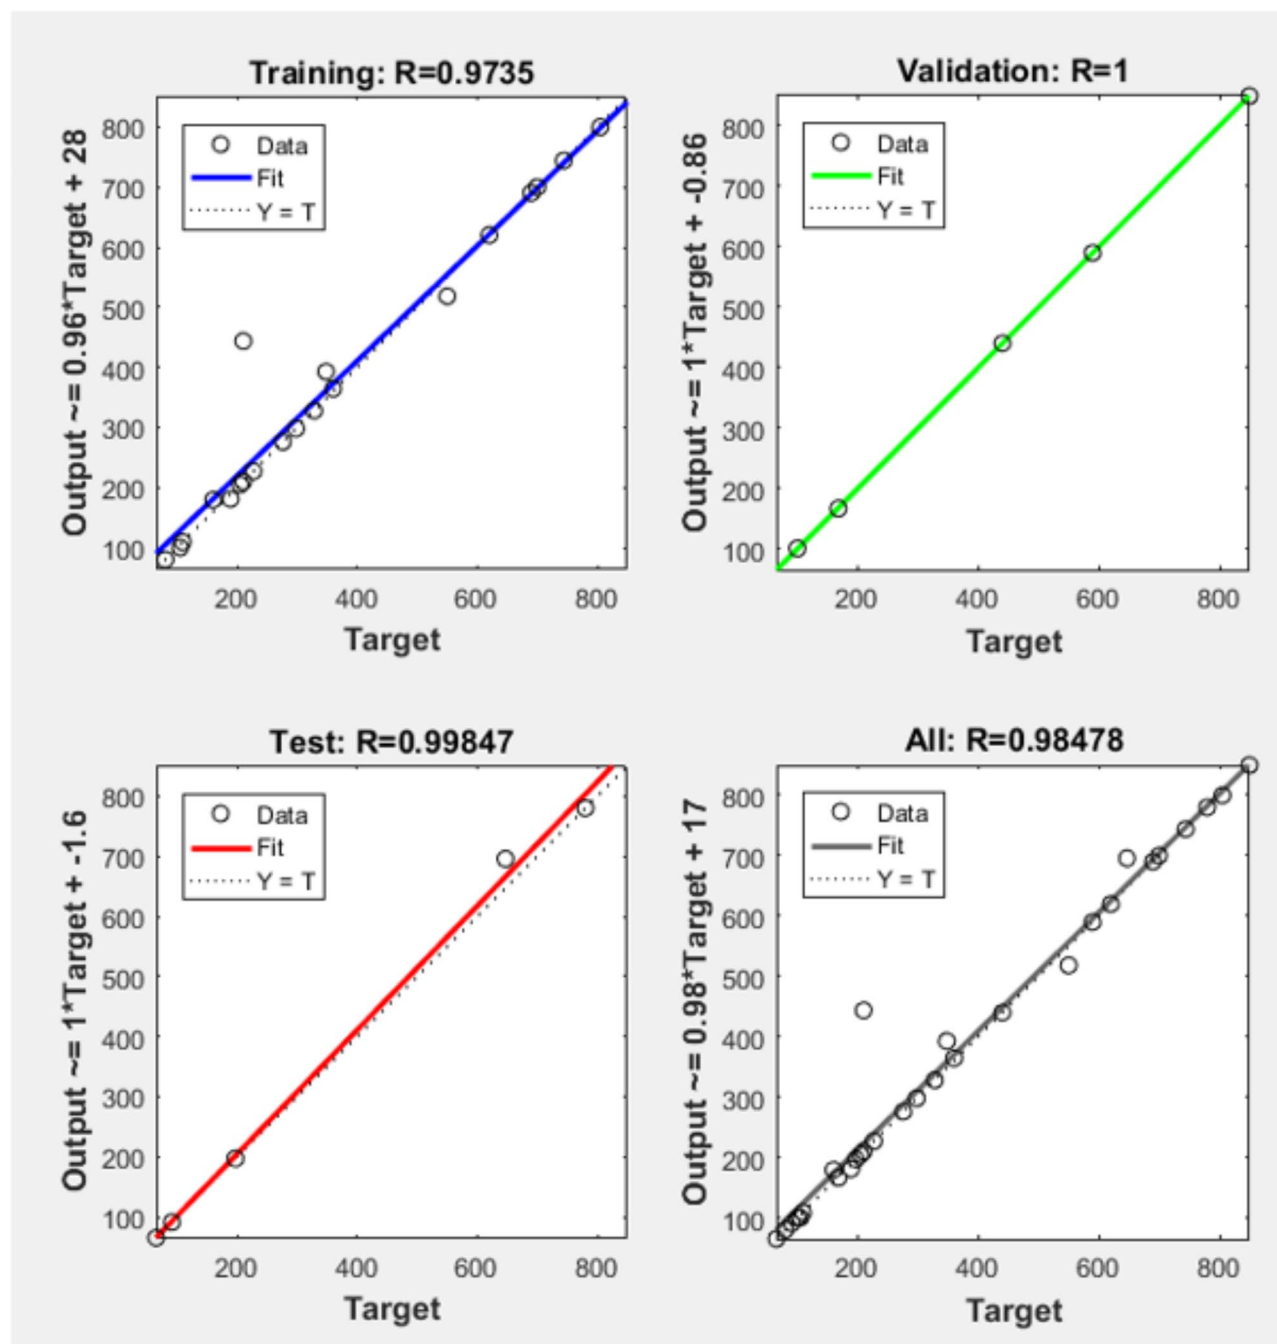 Training: R=0.9735
Output ~= 0.96*Target + 28
800
700
600
500
400
300
200
100
Data
Fit
Y = T
200 400 600 800
Target
Validation: R=1
Output ~= 1*Target + -0.86
800
700
600
500
400
300
200
100
Data
Fit
Y = T
200 400 600 800
Target
Test: R=0.99847
Output ~= 1*Target + -1.6
800
700
600
500
400
300
200
100
Data
Fit
Y = T
200 400 600 800
Target
All: R=0.98478
Output ~= 0.98*Target + 17
800
700
600
500
400
300
200
100
Data
Fit
Y = T
200 400 600 800
Target